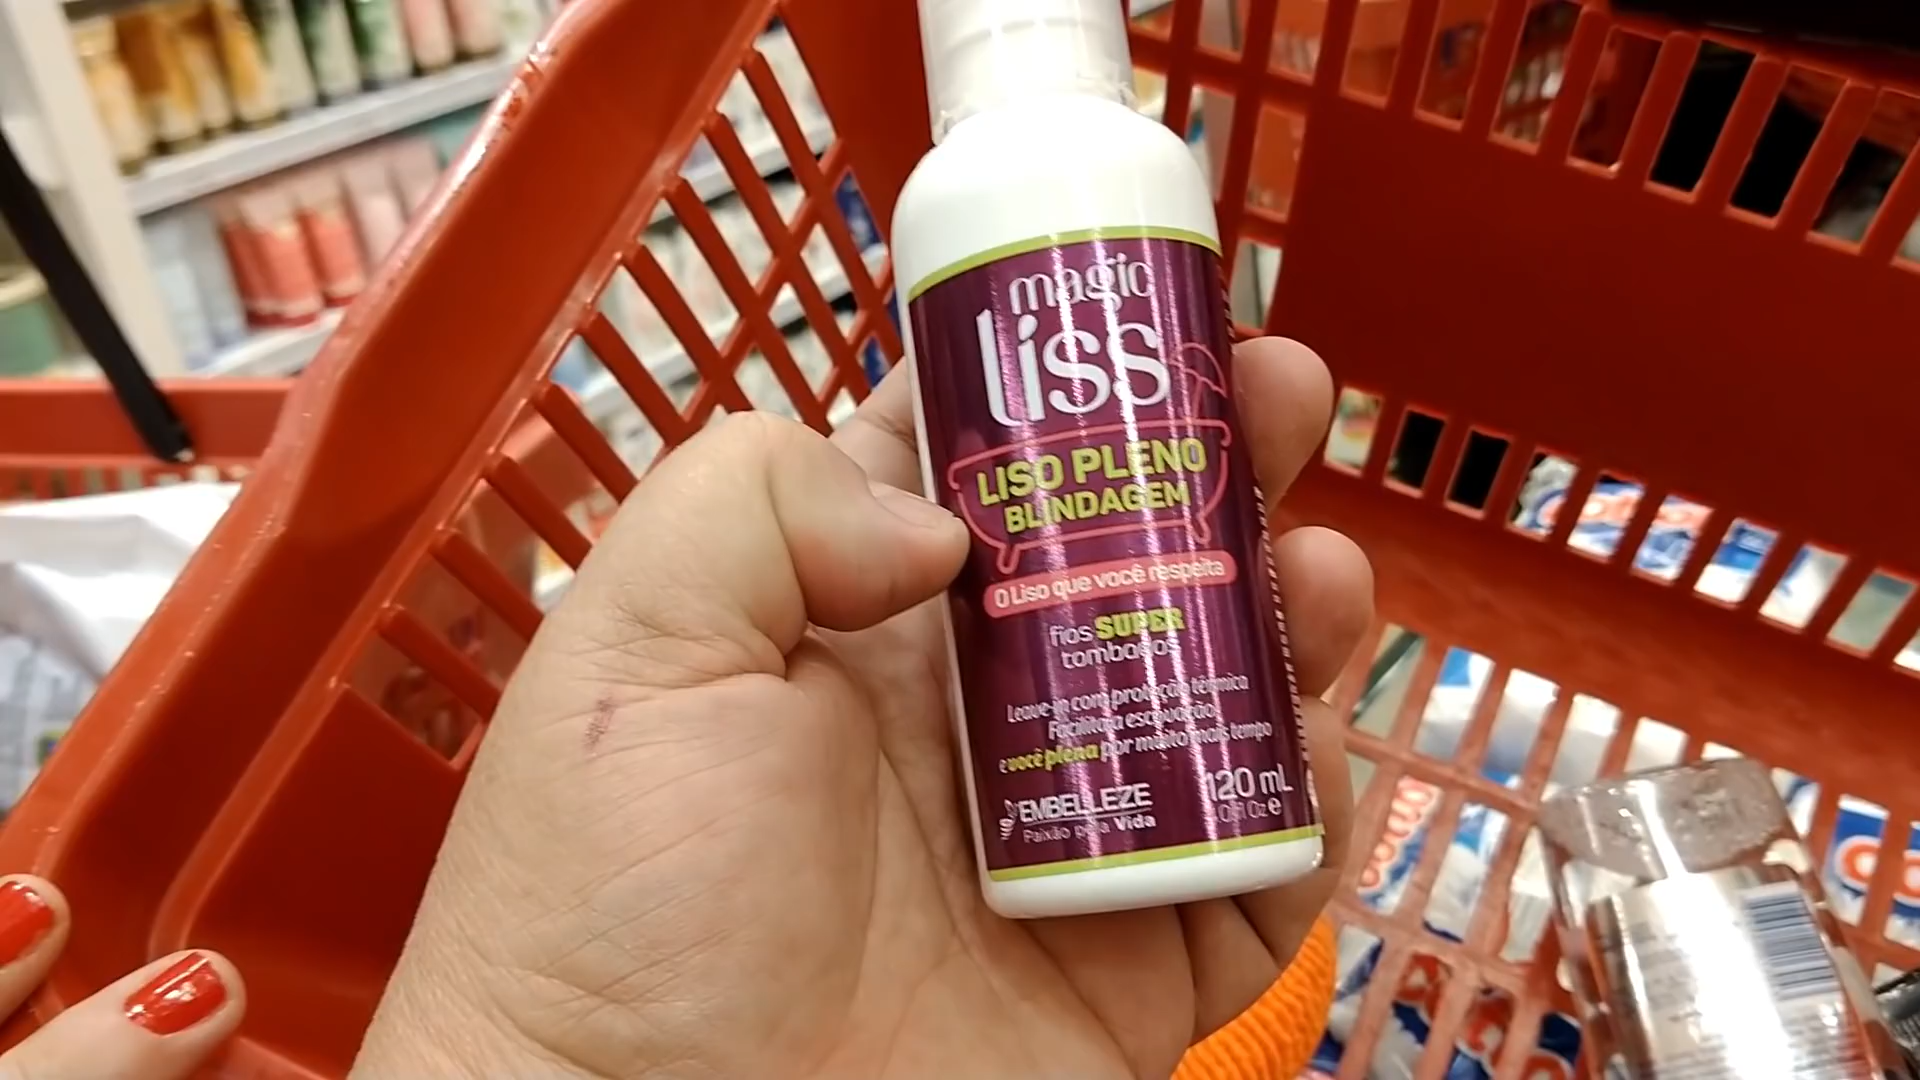 magic
liss
LISO PLENO
BLINDAGEM
O Liso que você respeita
fios SUPER
tombados
Leave-in com proteção térmica
Facilita a escovação
e você plena por muito mais tempo
EMBELLEZE
Paixão pela Vida
120 mL